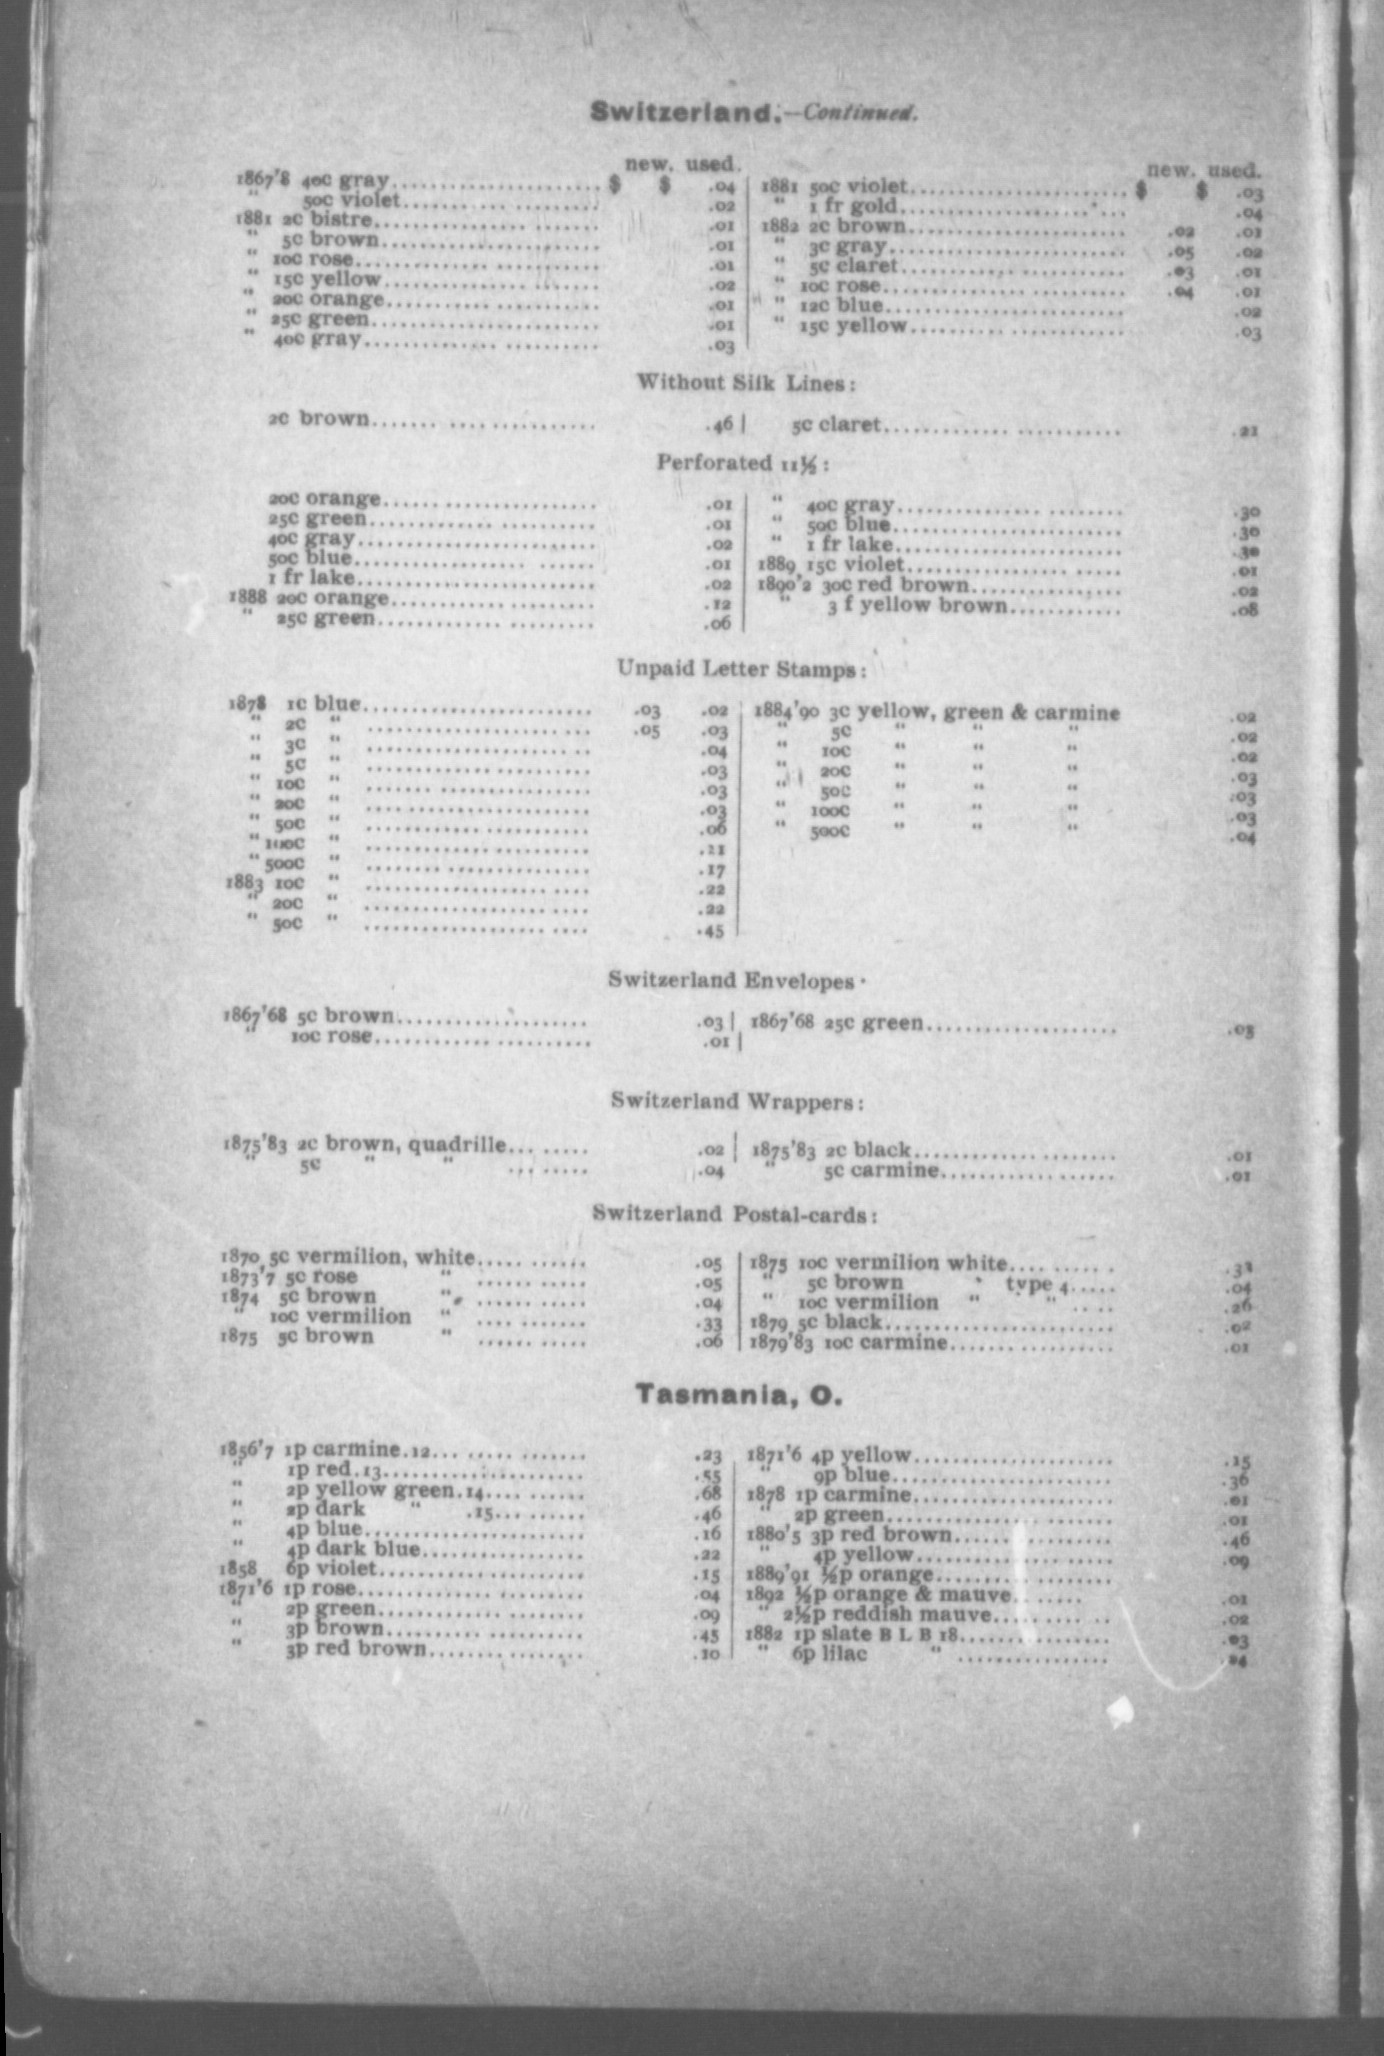 Switzerland.—Continued.
new. used.
1867'8 40c gray...................... $ $ .04
" 50c violet.................... .02
1881 2c bistre...................... .01
" 5c brown...................... .01
" 10c rose...................... .01
" 15c yellow.................... .02
" 20c orange.................... .01
" 25c green..................... .01
" 40c gray...................... .03
new. used.
1881 50c violet...................... $ $ .03
" 1 fr gold..................... .04
1882 2c brown...................... .02 .01
" 3c gray...................... .05 .02
" 5c claret.................... .03 .01
" 10c rose...................... .04 .01
" 12c blue...................... .02
" 15c yellow.................... .03
Without Silk Lines:
2c brown...................... .46
5c claret...................... .21
Perforated 11½:
20c orange...................... .01
25c green...................... .01
40c gray...................... .02
50c blue...................... .01
1 fr lake...................... .02
1888 20c orange.................... .12
" 25c green..................... .06
" 40c gray...................... .30
" 50c blue...................... .30
" 1 fr lake..................... .30
1889 15c violet..................... .01
1890'2 30c red brown................ .02
" 3 f yellow brown............ .08
Unpaid Letter Stamps:
1878 1c blue...................... .03 .02
" 2c " ...................... .05 .03
" 3c " ...................... .04
" 5c " ...................... .03
" 10c " ...................... .03
" 20c " ...................... .03
" 50c " ...................... .06
" 100c " ...................... .21
" 500c " ...................... .17
1883 10c " ...................... .22
" 20c " ...................... .22
" 50c " ...................... .45
1884'90 3c yellow, green & carmine .02
" 5c " " " .02
" 10c " " " .02
" 20c " " " .03
" 50c " " " .03
" 100c " " " .03
" 500c " " " .04
Switzerland Envelopes·
1867'68 5c brown.................... .03
" 10c rose...................... .01
1867'68 25c green.................... .03
Switzerland Wrappers:
1875'83 2c brown, quadrille......... .02
" 5c " " ........ .04
1875'83 2c black.................... .01
" 5c carmine.................. .01
Switzerland Postal-cards:
1870 5c vermilion, white........... .05
1873'7 5c rose " ........... .05
1874 5c brown " ........... .04
" 10c vermilion " ........... .33
1875 5c brown " ........... .06
1875 10c vermilion white.......... .
" 5c brown ' type 4..... .04
" 10c vermilion " " .... .26
1879 5c black...................... .02
1879'83 10c carmine................. .01
Tasmania, O.
1856'7 1p carmine.12................ .23
" 1p red.13.................... .55
" 2p yellow green.14.......... .68
" 2p dark " .15......... .46
" 4p blue...................... .16
" 4p dark blue................. .22
1858 6p violet..................... .15
1871'6 1p rose...................... .04
" 2p green.................... .09
" 3p brown.................... .45
" 3p red brown................ .10
1871'6 4p yellow.................... .15
" 9p blue...................... .36
1878 1p carmine.................... .01
" 2p green...................... .01
1880'5 3p red brown................ .46
" 4p yellow.................... .09
1889'91 ½p orange..................
1892 ½p orange & mauve........ .01
" 2½p reddish mauve........... .02
1882 1p slate B L B 18............... .03
" 6p lilac " ................